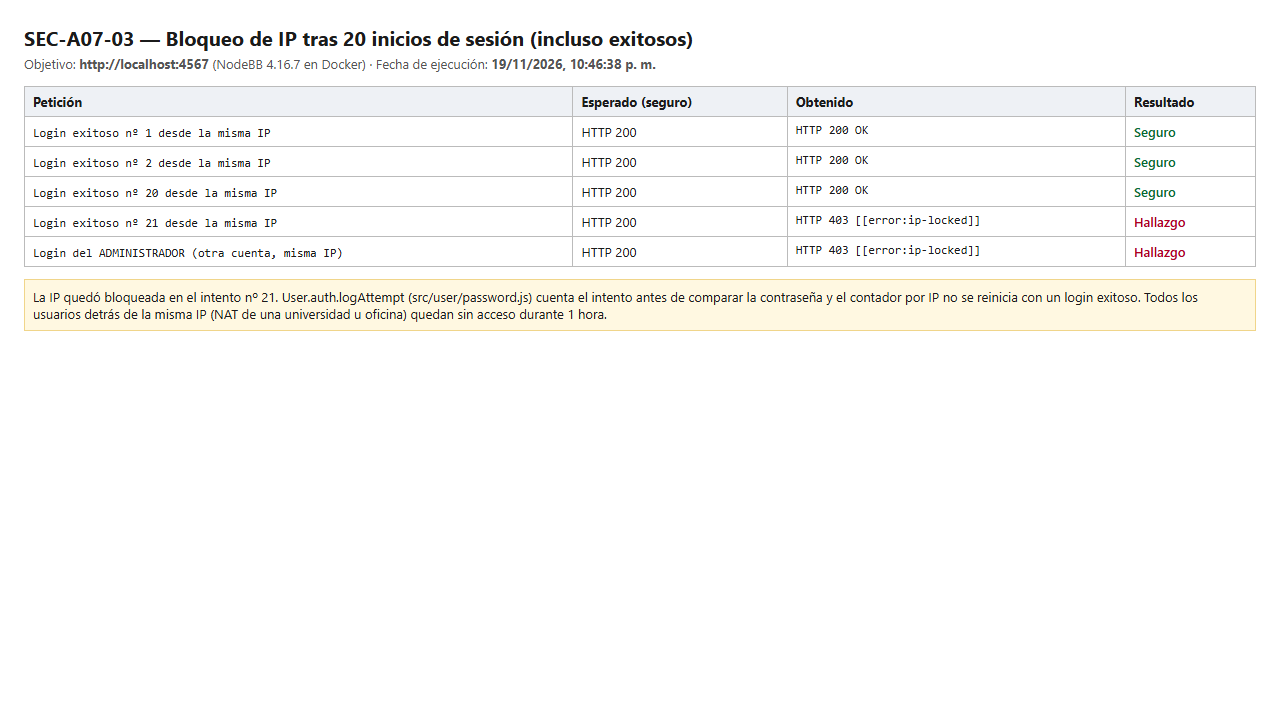 SEC-A07-03 — Bloqueo de IP tras 20 inicios de sesión (incluso exitosos)
Objetivo: http://localhost:4567 (NodeBB 4.16.7 en Docker) · Fecha de ejecución: 19/11/2026, 10:46:38 p. m.
Petición Esperado (seguro) Obtenido Resultado
Login exitoso nº 1 desde la misma IP HTTP 200 HTTP 200 OK Seguro
Login exitoso nº 2 desde la misma IP HTTP 200 HTTP 200 OK Seguro
Login exitoso nº 20 desde la misma IP HTTP 200 HTTP 200 OK Seguro
Login exitoso nº 21 desde la misma IP HTTP 200 HTTP 403 [[error:ip-locked]] Hallazgo
Login del ADMINISTRADOR (otra cuenta, misma IP) HTTP 200 HTTP 403 [[error:ip-locked]] Hallazgo
La IP quedó bloqueada en el intento nº 21. User.auth.logAttempt (src/user/password.js) cuenta el intento antes de comparar la contraseña y el contador por IP no se reinicia con un login exitoso. Todos los
usuarios detrás de la misma IP (NAT de una universidad u oficina) quedan sin acceso durante 1 hora.